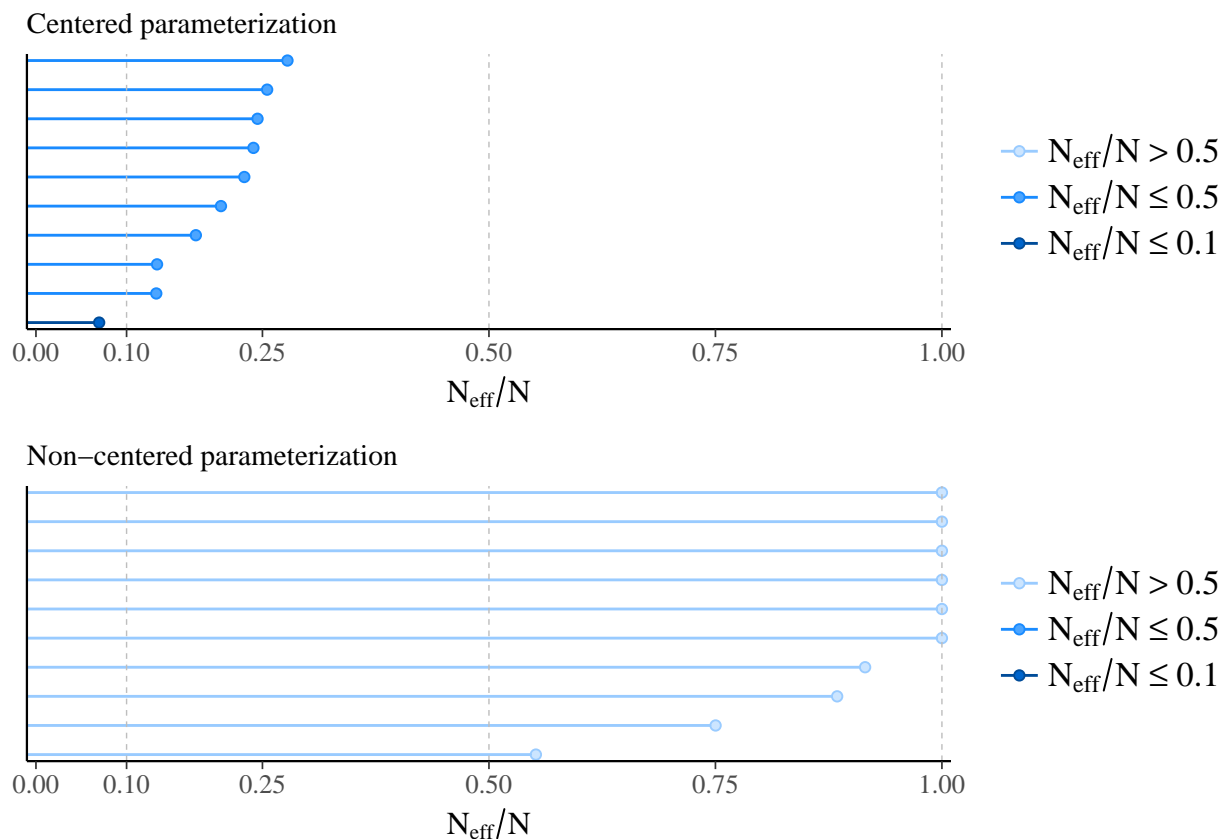 Centered parameterization
N_eff/N > 0.5
N_eff/N ≤ 0.5
N_eff/N ≤ 0.1
0.00 0.10 0.25 0.50 0.75 1.00
N_eff/N
Non−centered parameterization
N_eff/N > 0.5
N_eff/N ≤ 0.5
N_eff/N ≤ 0.1
0.00 0.10 0.25 0.50 0.75 1.00
N_eff/N